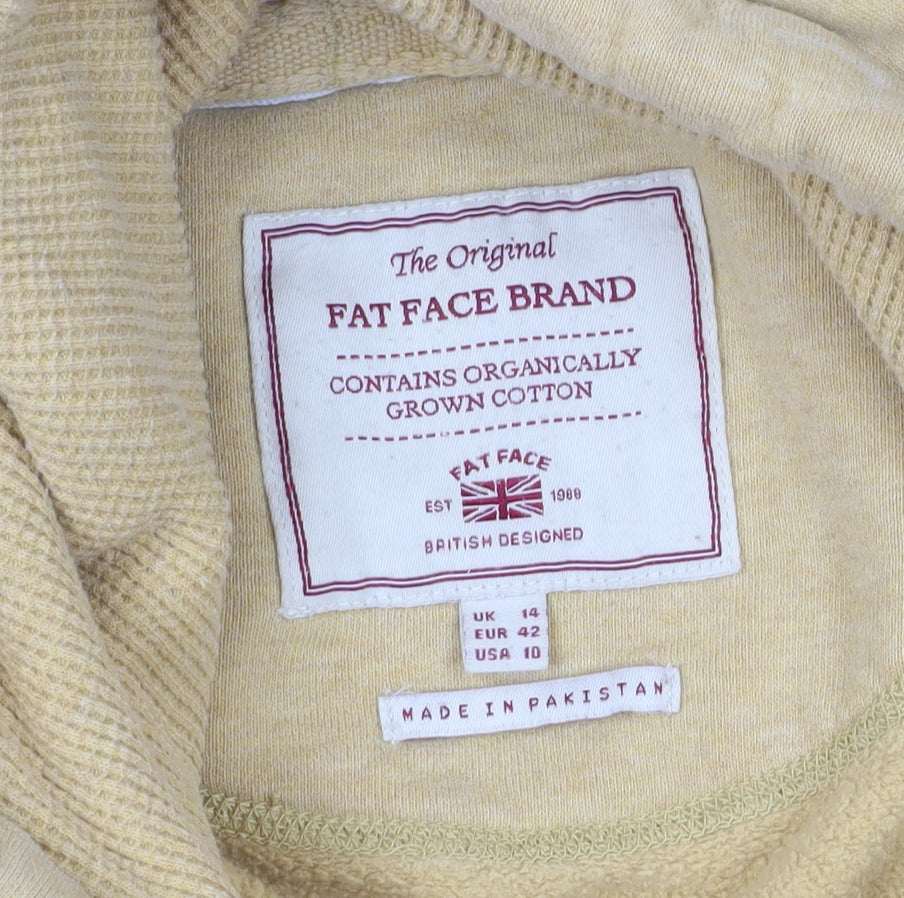 The Original
FAT FACE BRAND
CONTAINS ORGANICALLY
GROWN COTTON
FAT FACE
EST 1988
BRITISH DESIGNED
UK 14
EUR 42
USA 10
MADE IN PAKISTAN